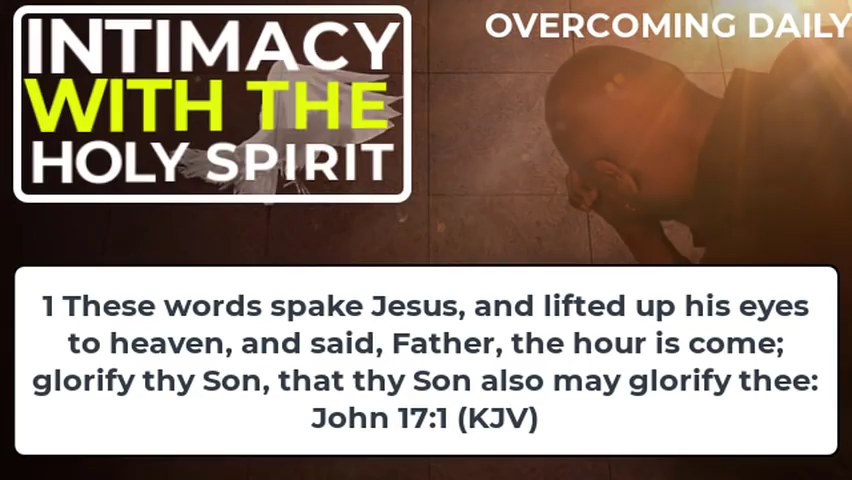 INTIMACY
WITH THE
HOLY SPIRIT
OVERCOMING DAILY
1 These words spake Jesus, and lifted up his eyes
to heaven, and said, Father, the hour is come;
glorify thy Son, that thy Son also may glorify thee:
John 17:1 (KJV)